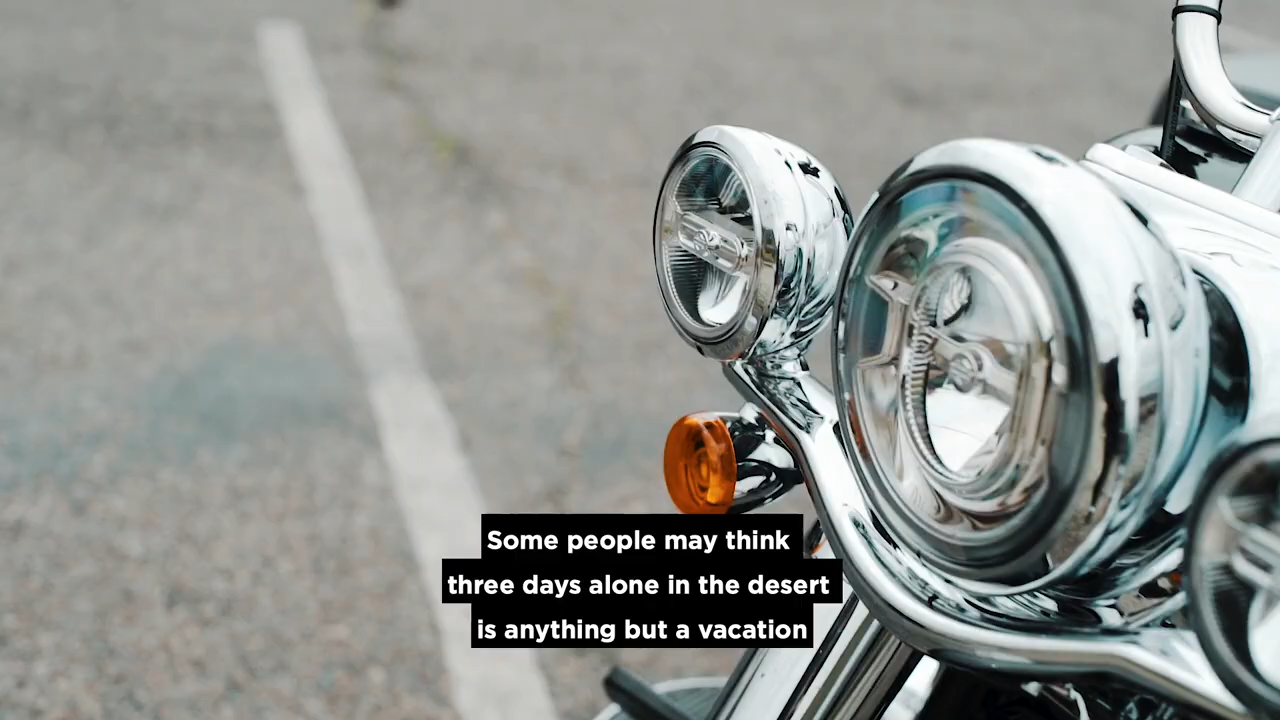 Some people may think
three days alone in the desert
is anything but a vacation